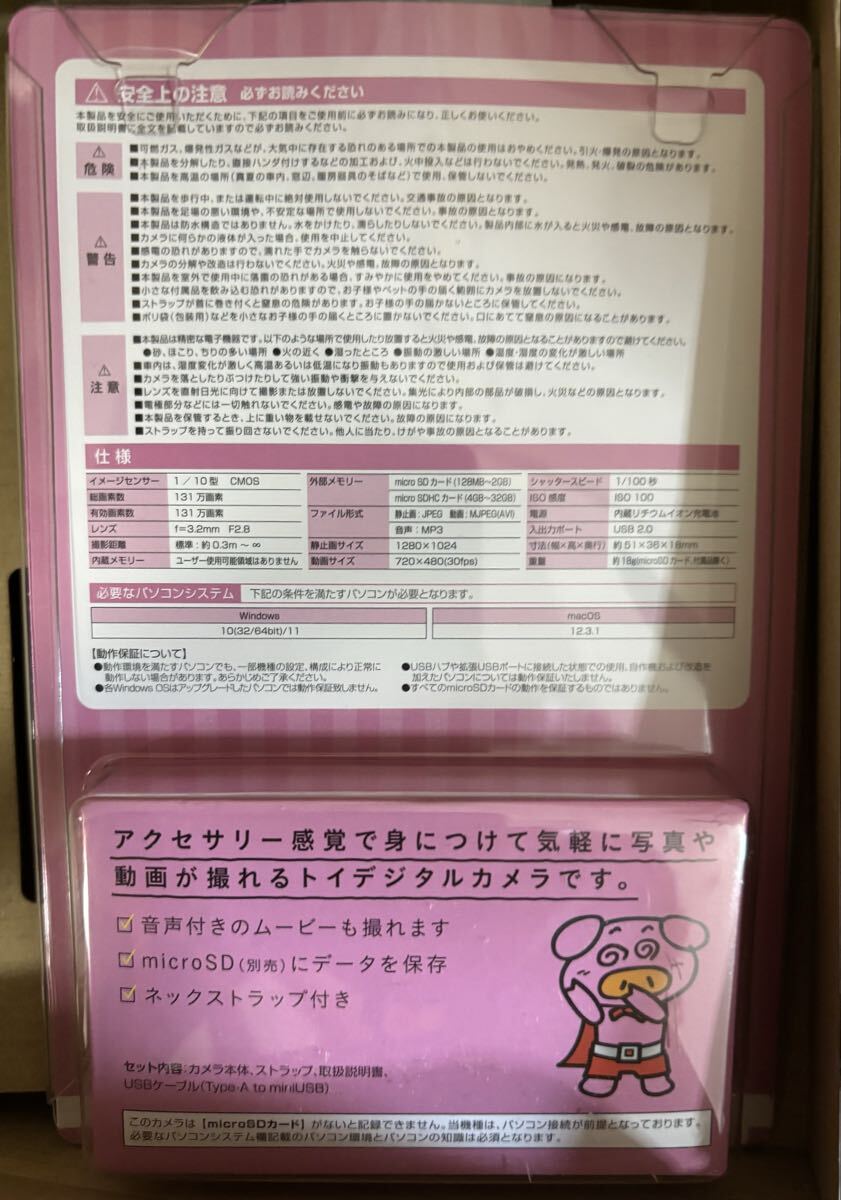 安全上の注意 必ずお読みください
本製品を安全にご使用いただくために、下記の項目をご使用前に必ずお読みになり、正しくお使いください。
取扱説明書に全文を記載していますので必ずお読みください。
危険
■可燃ガス、爆発性ガスなどが、大気中に存在する恐れのある場所での本製品の使用はおやめください。引火・爆発の原因となります。
■本製品を分解したり、直接ハンダ付けするなどの加工および、火中投入などは行わないでください。発熱、発火、破裂の危険があります。
■本製品を高温の場所(真夏の車内、窓辺、暖房器具のそばなど)で使用、保管しないでください。
警告
■本製品を歩行中、または運転中に絶対使用しないでください。交通事故の原因となります。
■本製品を足場の悪い環境や、不安定な場所で使用しないでください。事故の原因となります。
■本製品は防水構造ではありません。水をかけたり、濡らしたりしないでください。製品内部に水が入ると火災や感電、故障の原因となります。
■カメラに何らかの液体が入った場合、使用を中止してください。
■感電の恐れがありますので、濡れた手でカメラを触らないでください。
■カメラの分解や改造は行わないでください。火災や感電、故障の原因となります。
■本製品を室外で使用中に落雷の恐れがある場合、すみやかに使用をやめてください。事故の原因になります。
■小さな付属品を飲み込む恐れがありますので、お子様やペットの手の届く範囲にカメラを放置しないでください。
■ストラップが首に巻き付くと窒息の危険があります。お子様の手の届かないところに保管してください。
■ポリ袋(包装用)などを小さなお子様の手の届くところに置かないでください。口にあてて窒息の原因になることがあります。
注意
■本製品は精密な電子機器です。以下のような場所で使用したり放置すると火災や感電、故障の原因となることがありますので避けてください。
●砂、ほこり、ちりの多い場所 ●火の近く ●湿ったところ ●振動の激しい場所 ●温度・湿度の変化が激しい場所
■車内は、温度変化が激しく高温あるいは低温になり振動もありますので使用および保管は避けてください。
■カメラを落としたりぶつけたりして強い振動や衝撃を与えないでください。
■レンズを直射日光に向けて撮影または放置しないでください。集光により内部の部品が破損し、火災などの原因となります。
■電極部分などには一切触れないでください。感電や故障の原因になります。
■本製品を保管するとき、上に重い物を載せないでください。故障の原因になります。
■ストラップを持って振り回さないでください。他人に当たり、けがや事故の原因となることがあります。
仕様
イメージセンサー 1/10型 CMOS
総画素数 131万画素
有効画素数 131万画素
レンズ f=3.2mm F2.8
撮影距離 標準:約0.3m～∞
内蔵メモリー ユーザー使用可能領域はありません
外部メモリー micro SDカード(128MB～2GB)
micro SDHCカード(4GB～32GB)
ファイル形式 静止画:JPEG 動画:MJPEG(AVI)
音声:MP3
静止画サイズ 1280×1024
動画サイズ 720×480(30fps)
シャッタースピード 1/100秒
ISO感度 ISO 100
電源 内蔵リチウムイオン充電池
入出力ポート USB 2.0
寸法(幅×高×奥行) 約51×36×18mm
重量 約18g(microSDカード、付属品除く)
必要なパソコンシステム 下記の条件を満たすパソコンが必要となります。
Windows macOS
10(32/64bit)/11 12.3.1
【動作保証について】
●動作環境を満たすパソコンでも、一部機種の設定、構成により正常に
動作しない場合があります。あらかじめご了承ください。
●各Windows OSはアップグレードしたパソコンでは動作保証致しません。
●USBハブや拡張USBポートに接続した状態での使用、自作機および改造を
加えたパソコンについては動作保証いたしません。
●すべてのmicroSDカードの動作を保証するものではありません。
アクセサリー感覚で身につけて気軽に写真や
動画が撮れるトイデジタルカメラです。
音声付きのムービーも撮れます
microSD(別売)にデータを保存
ネックストラップ付き
セット内容:カメラ本体、ストラップ、取扱説明書、
USBケーブル(Type-A to miniUSB)
このカメラは【microSDカード】がないと記録できません。当機種は、パソコン接続が前提となっております。
必要なパソコンシステム欄記載のパソコン環境とパソコンの知識は必須となります。